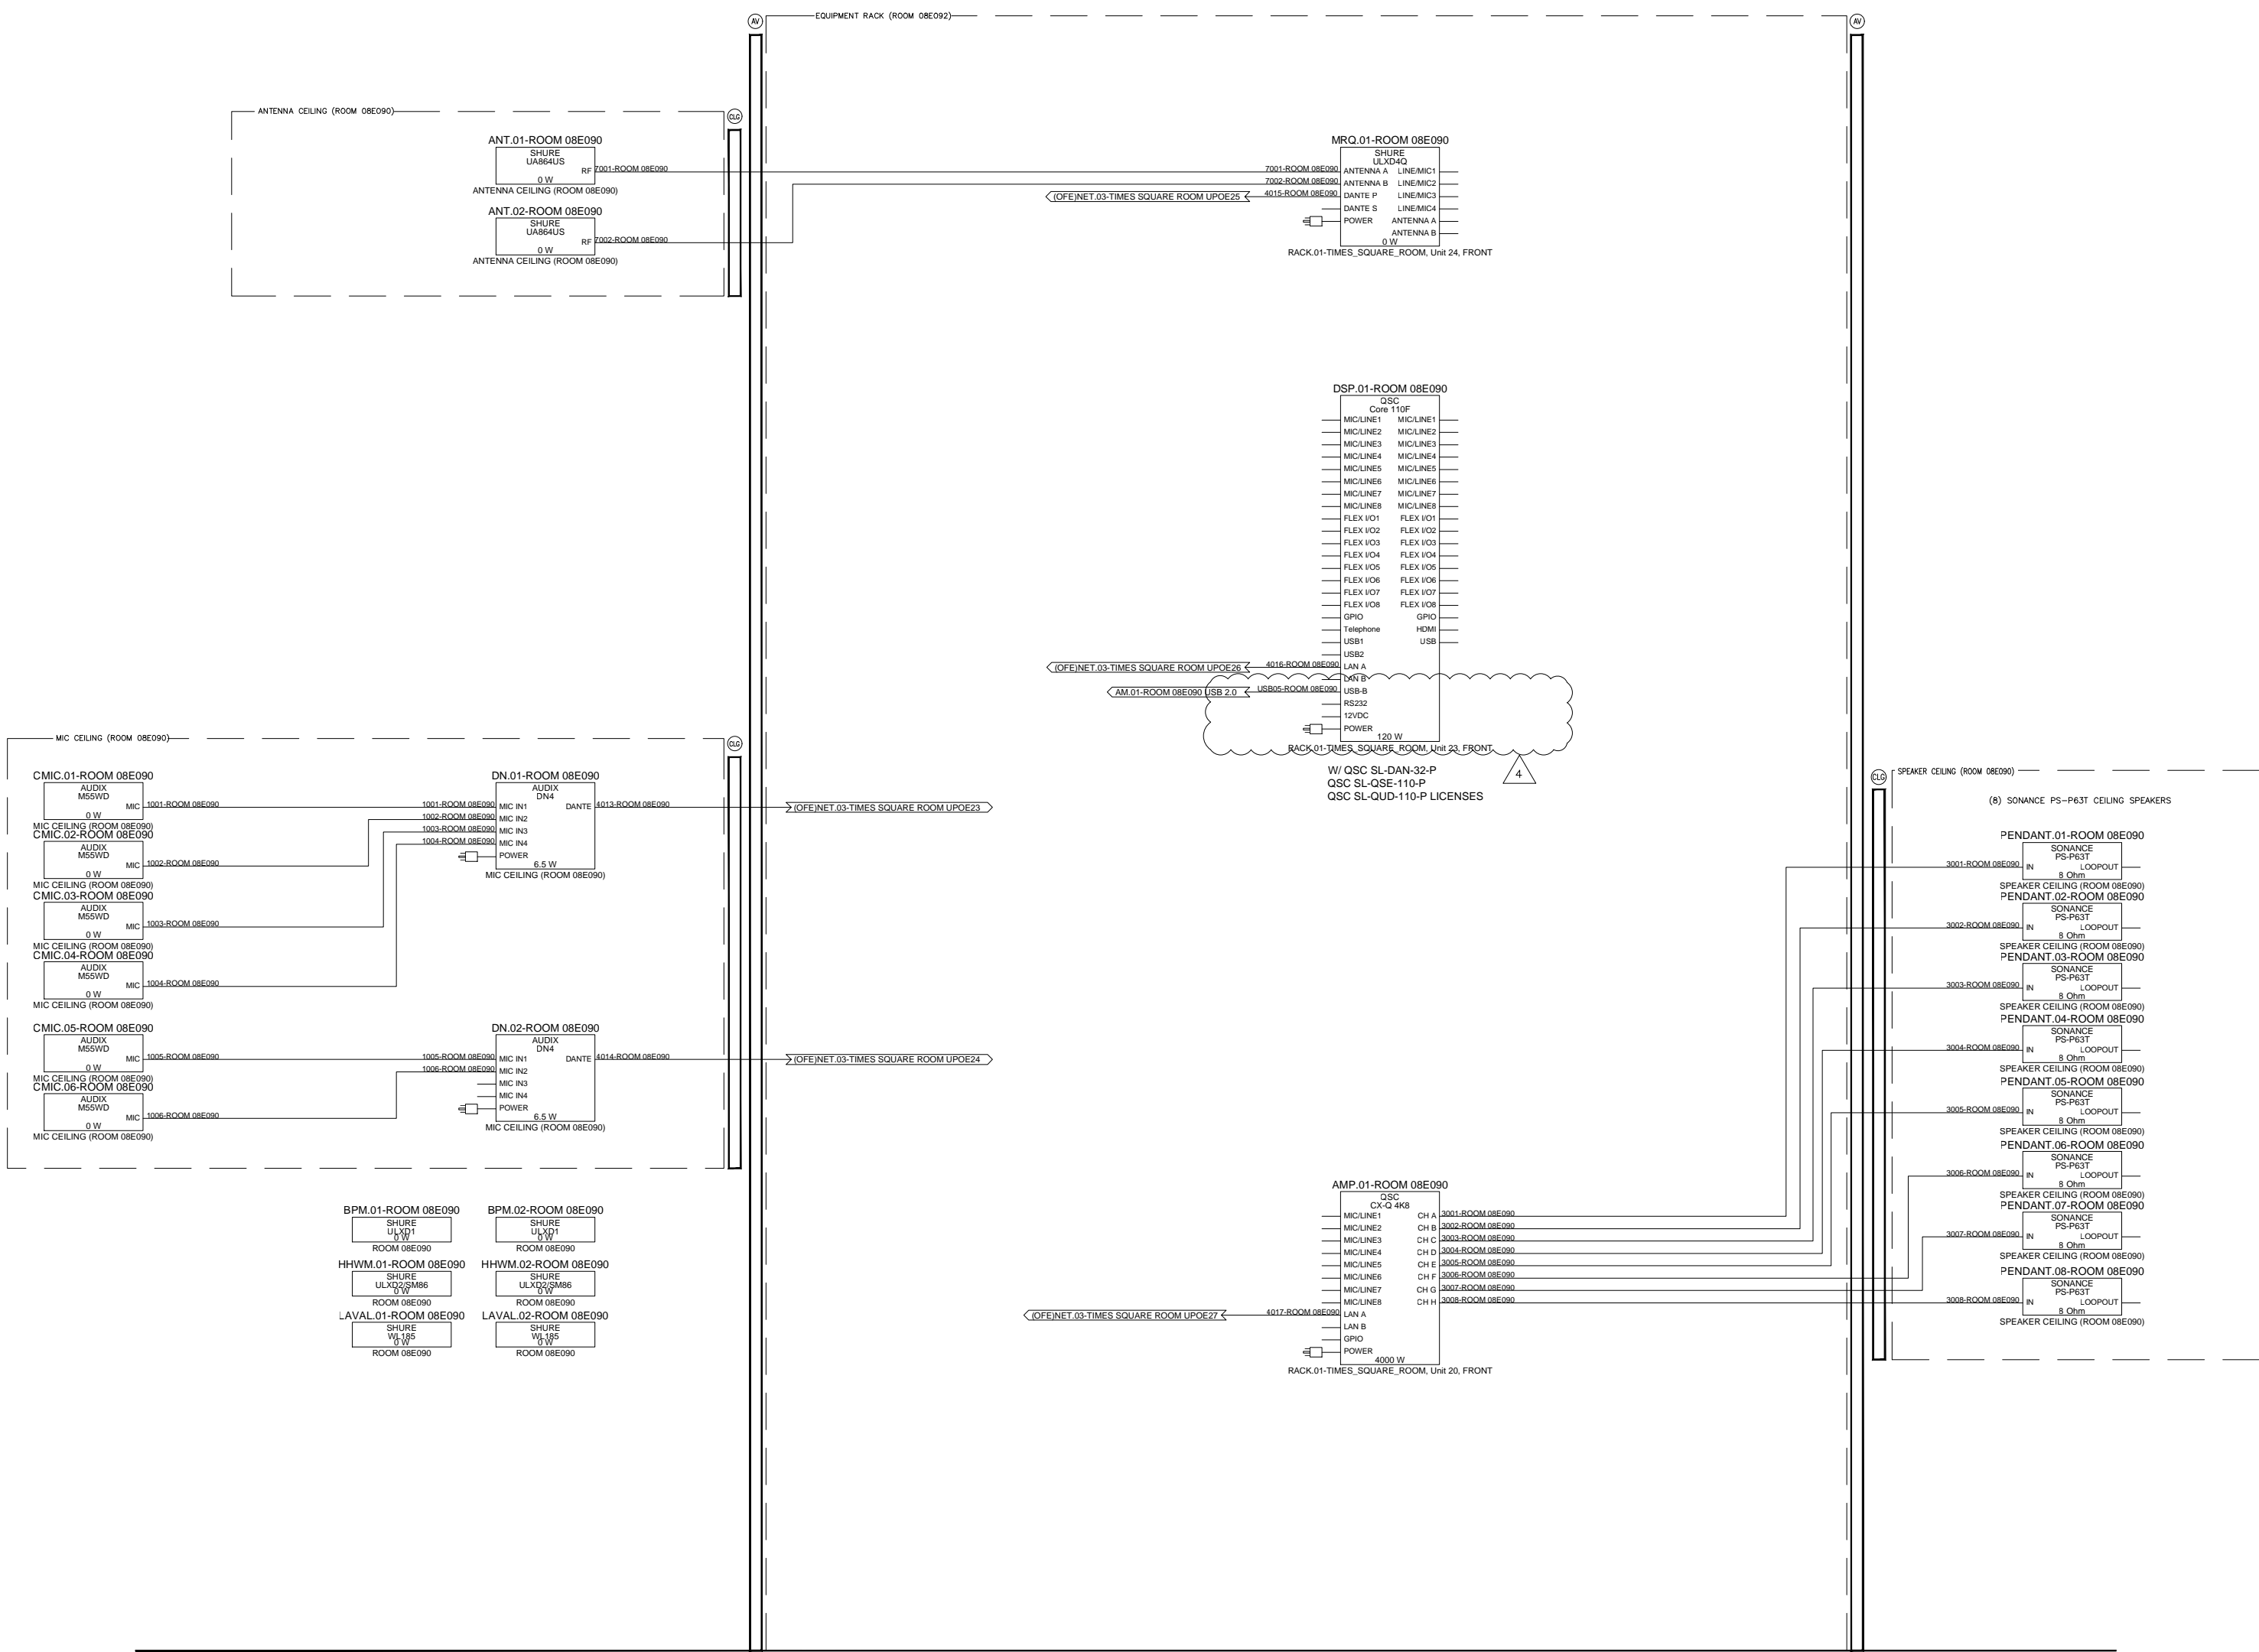 AV
EQUIPMENT RACK (ROOM 08E092)
AV
ANTENNA CEILING (ROOM 08E090)
CLG
ANT.01-ROOM 08E090
SHURE
UA864US
RF 7001-ROOM 08E090
0 W
ANTENNA CEILING (ROOM 08E090)
ANT.02-ROOM 08E090
SHURE
UA864US
RF 7002-ROOM 08E090
0 W
ANTENNA CEILING (ROOM 08E090)
MRQ.01-ROOM 08E090
SHURE
ULXD4Q
7001-ROOM 08E090 ANTENNA A LINE/MIC1
7002-ROOM 08E090 ANTENNA B LINE/MIC2
(OFE)NET.03-TIMES SQUARE ROOM UPOE25 4015-ROOM 08E090 DANTE P LINE/MIC3
DANTE S LINE/MIC4
POWER ANTENNA A
ANTENNA B
0 W
RACK.01-TIMES_SQUARE_ROOM, Unit 24, FRONT
DSP.01-ROOM 08E090
QSC
Core 110F
MIC/LINE1 MIC/LINE1
MIC/LINE2 MIC/LINE2
MIC/LINE3 MIC/LINE3
MIC/LINE4 MIC/LINE4
MIC/LINE5 MIC/LINE5
MIC/LINE6 MIC/LINE6
MIC/LINE7 MIC/LINE7
MIC/LINE8 MIC/LINE8
FLEX I/O1 FLEX I/O1
FLEX I/O2 FLEX I/O2
FLEX I/O3 FLEX I/O3
FLEX I/O4 FLEX I/O4
FLEX I/O5 FLEX I/O5
FLEX I/O6 FLEX I/O6
FLEX I/O7 FLEX I/O7
FLEX I/O8 FLEX I/O8
GPIO GPIO
Telephone HDMI
USB1 USB
USB2
(OFE)NET.03-TIMES SQUARE ROOM UPOE26 4016-ROOM 08E090 LAN A
LAN B
AM.01-ROOM 08E090 USB 2.0 USB05-ROOM 08E090 USB-B
RS232
12VDC
POWER
120 W
RACK.01-TIMES_SQUARE_ROOM, Unit 23, FRONT
W/ QSC SL-DAN-32-P
QSC SL-QSE-110-P
QSC SL-QUD-110-P LICENSES
4
MIC CEILING (ROOM 08E090)
CLG
CMIC.01-ROOM 08E090
AUDIX
M55WD
MIC 1001-ROOM 08E090
0 W
MIC CEILING (ROOM 08E090)
CMIC.02-ROOM 08E090
AUDIX
M55WD
MIC 1002-ROOM 08E090
0 W
MIC CEILING (ROOM 08E090)
CMIC.03-ROOM 08E090
AUDIX
M55WD
MIC 1003-ROOM 08E090
0 W
MIC CEILING (ROOM 08E090)
CMIC.04-ROOM 08E090
AUDIX
M55WD
MIC 1004-ROOM 08E090
0 W
MIC CEILING (ROOM 08E090)
CMIC.05-ROOM 08E090
AUDIX
M55WD
MIC 1005-ROOM 08E090
0 W
MIC CEILING (ROOM 08E090)
CMIC.06-ROOM 08E090
AUDIX
M55WD
MIC 1006-ROOM 08E090
0 W
MIC CEILING (ROOM 08E090)
DN.01-ROOM 08E090
AUDIX
DN4
1001-ROOM 08E090 MIC IN1 DANTE 4013-ROOM 08E090 (OFE)NET.03-TIMES SQUARE ROOM UPOE23
1002-ROOM 08E090 MIC IN2
1003-ROOM 08E090 MIC IN3
1004-ROOM 08E090 MIC IN4
POWER
6.5 W
MIC CEILING (ROOM 08E090)
DN.02-ROOM 08E090
AUDIX
DN4
1005-ROOM 08E090 MIC IN1 DANTE 4014-ROOM 08E090 (OFE)NET.03-TIMES SQUARE ROOM UPOE24
1006-ROOM 08E090 MIC IN2
MIC IN3
MIC IN4
POWER
6.5 W
MIC CEILING (ROOM 08E090)
BPM.01-ROOM 08E090
SHURE
ULXD1
0 W
ROOM 08E090
BPM.02-ROOM 08E090
SHURE
ULXD1
0 W
ROOM 08E090
HHWM.01-ROOM 08E090
SHURE
ULXD2/SM86
0 W
ROOM 08E090
HHWM.02-ROOM 08E090
SHURE
ULXD2/SM86
0 W
ROOM 08E090
LAVAL.01-ROOM 08E090
SHURE
WL185
0 W
ROOM 08E090
LAVAL.02-ROOM 08E090
SHURE
WL185
0 W
ROOM 08E090
AMP.01-ROOM 08E090
QSC
CX-Q 4K8
MIC/LINE1 CH A 3001-ROOM 08E090
MIC/LINE2 CH B 3002-ROOM 08E090
MIC/LINE3 CH C 3003-ROOM 08E090
MIC/LINE4 CH D 3004-ROOM 08E090
MIC/LINE5 CH E 3005-ROOM 08E090
MIC/LINE6 CH F 3006-ROOM 08E090
MIC/LINE7 CH G 3007-ROOM 08E090
MIC/LINE8 CH H 3008-ROOM 08E090
(OFE)NET.03-TIMES SQUARE ROOM UPOE27 4017-ROOM 08E090 LAN A
LAN B
GPIO
POWER
4000 W
RACK.01-TIMES_SQUARE_ROOM, Unit 20, FRONT
CLG
SPEAKER CEILING (ROOM 08E090)
(8) SONANCE PS-P63T CEILING SPEAKERS
PENDANT.01-ROOM 08E090
SONANCE
PS-P63T
3001-ROOM 08E090 IN LOOPOUT
8 Ohm
SPEAKER CEILING (ROOM 08E090)
PENDANT.02-ROOM 08E090
SONANCE
PS-P63T
3002-ROOM 08E090 IN LOOPOUT
8 Ohm
SPEAKER CEILING (ROOM 08E090)
PENDANT.03-ROOM 08E090
SONANCE
PS-P63T
3003-ROOM 08E090 IN LOOPOUT
8 Ohm
SPEAKER CEILING (ROOM 08E090)
PENDANT.04-ROOM 08E090
SONANCE
PS-P63T
3004-ROOM 08E090 IN LOOPOUT
8 Ohm
SPEAKER CEILING (ROOM 08E090)
PENDANT.05-ROOM 08E090
SONANCE
PS-P63T
3005-ROOM 08E090 IN LOOPOUT
8 Ohm
SPEAKER CEILING (ROOM 08E090)
PENDANT.06-ROOM 08E090
SONANCE
PS-P63T
3006-ROOM 08E090 IN LOOPOUT
8 Ohm
SPEAKER CEILING (ROOM 08E090)
PENDANT.07-ROOM 08E090
SONANCE
PS-P63T
3007-ROOM 08E090 IN LOOPOUT
8 Ohm
SPEAKER CEILING (ROOM 08E090)
PENDANT.08-ROOM 08E090
SONANCE
PS-P63T
3008-ROOM 08E090 IN LOOPOUT
8 Ohm
SPEAKER CEILING (ROOM 08E090)